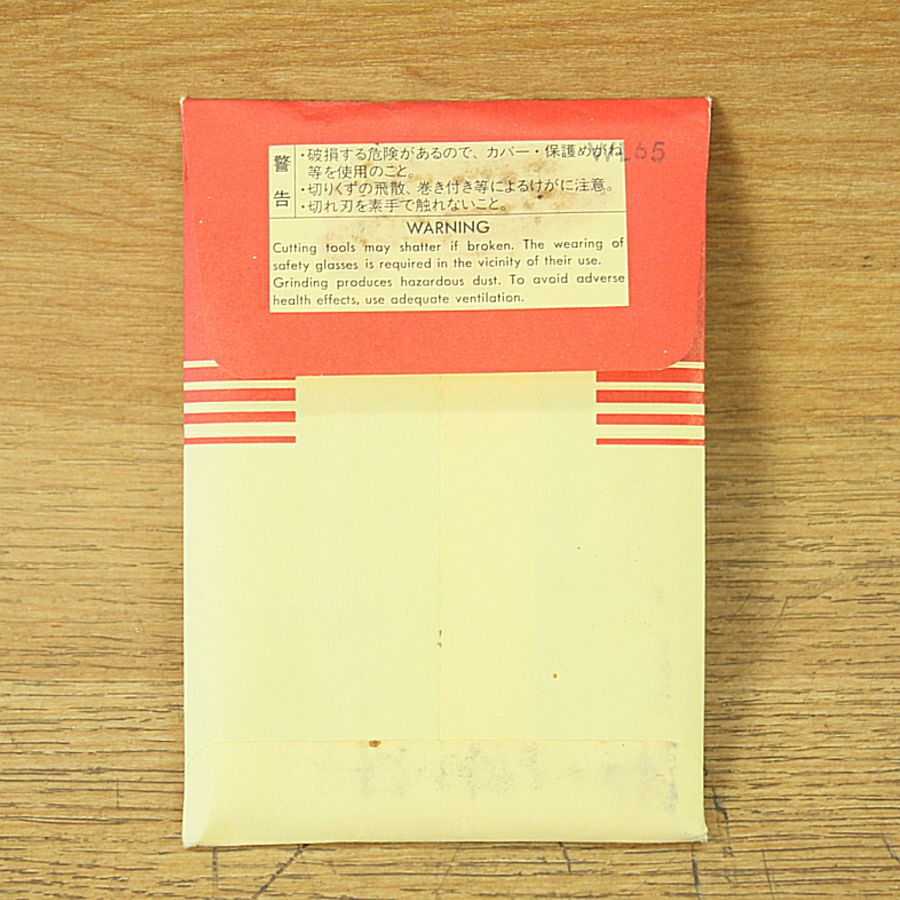 警告
・破損する危険があるので、カバー・保護めがね
等を使用のこと。
・切りくずの飛散、巻き付き等によるけがに注意。
・切れ刃を素手で触れないこと。
WL65
WARNING
Cutting tools may shatter if broken. The wearing of
safety glasses is required in the vicinity of their use.
Grinding produces hazardous dust. To avoid adverse
health effects, use adequate ventilation.